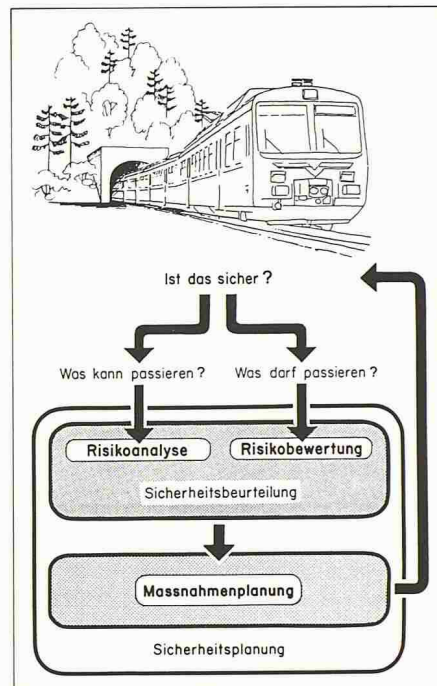 Ist das sicher?
Was kann passieren? Was darf passieren?
Risikoanalyse Risikobewertung
Sicherheitsbeurteilung
Massnahmenplanung
Sicherheitsplanung